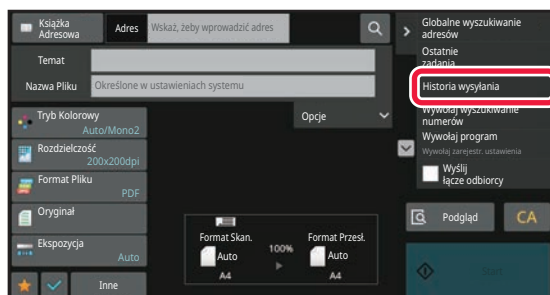 Książka
Adresowa
Adres
Wskaż, żeby wprowadzić adres
Temat
Nazwa Pliku
Określone w ustawieniach systemu
Tryb Kolorowy
Auto/Mono2
Rozdzielczość
200x200dpi
Format Pliku
PDF
Oryginał
Ekspozycja
Auto
Inne
Opcje
Format Skan.
Auto
A4
100%
Format Przesł.
Auto
A4
Globalne wyszukiwanie
adresów
Ostatnie
zadania
Historia wysyłania
Wywołaj wyszukiwanie
numerów
Wywołaj program
Wywołaj zarejestr. ustawienia
Wyślij
łącze odbiorcy
Podgląd
CA
Start